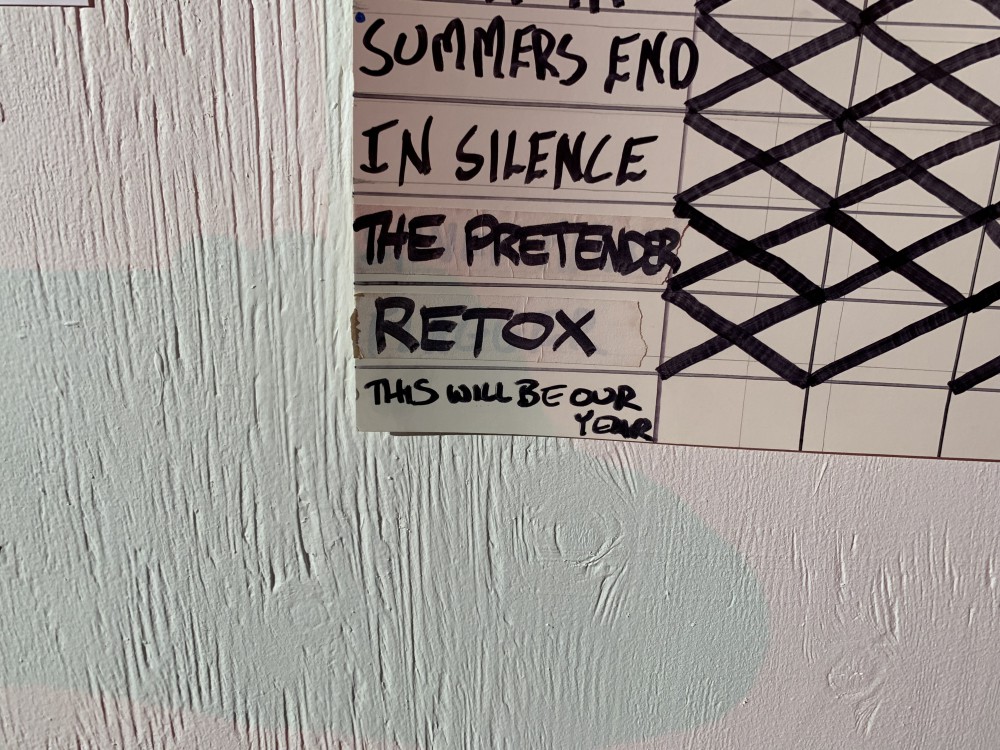 SUMMERS END
IN SILENCE
THE PRETENDER
RETOX
THIS WILL BE OUR
YEAR